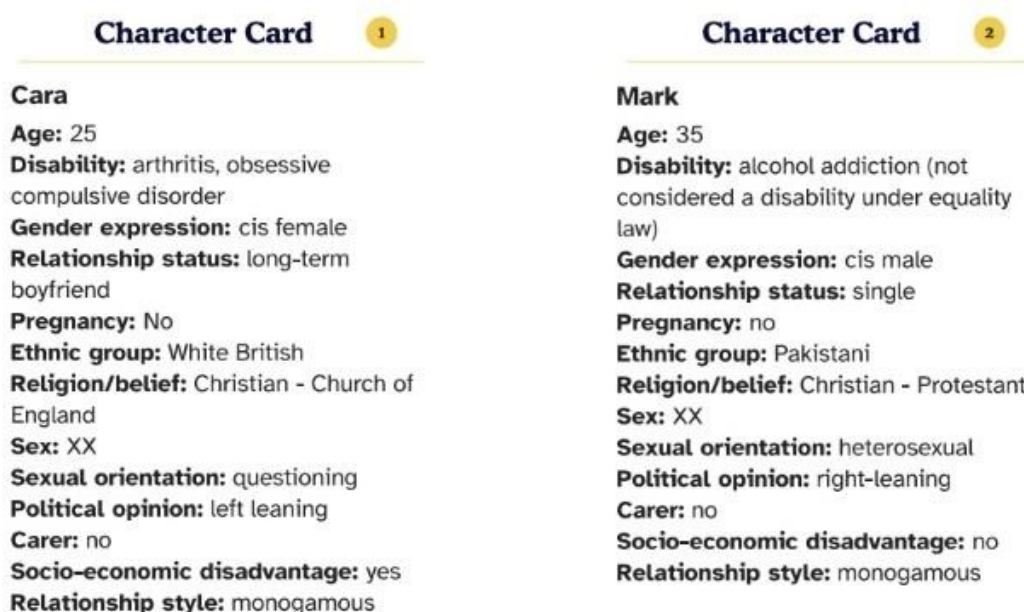 Character Card 1
Cara
Age: 25
Disability: arthritis, obsessive
compulsive disorder
Gender expression: cis female
Relationship status: long-term
boyfriend
Pregnancy: No
Ethnic group: White British
Religion/belief: Christian - Church of
England
Sex: XX
Sexual orientation: questioning
Political opinion: left leaning
Carer: no
Socio-economic disadvantage: yes
Relationship style: monogamous
Character Card 2
Mark
Age: 35
Disability: alcohol addiction (not
considered a disability under equality
law)
Gender expression: cis male
Relationship status: single
Pregnancy: no
Ethnic group: Pakistani
Religion/belief: Christian - Protestant
Sex: XX
Sexual orientation: heterosexual
Political opinion: right-leaning
Carer: no
Socio-economic disadvantage: no
Relationship style: monogamous